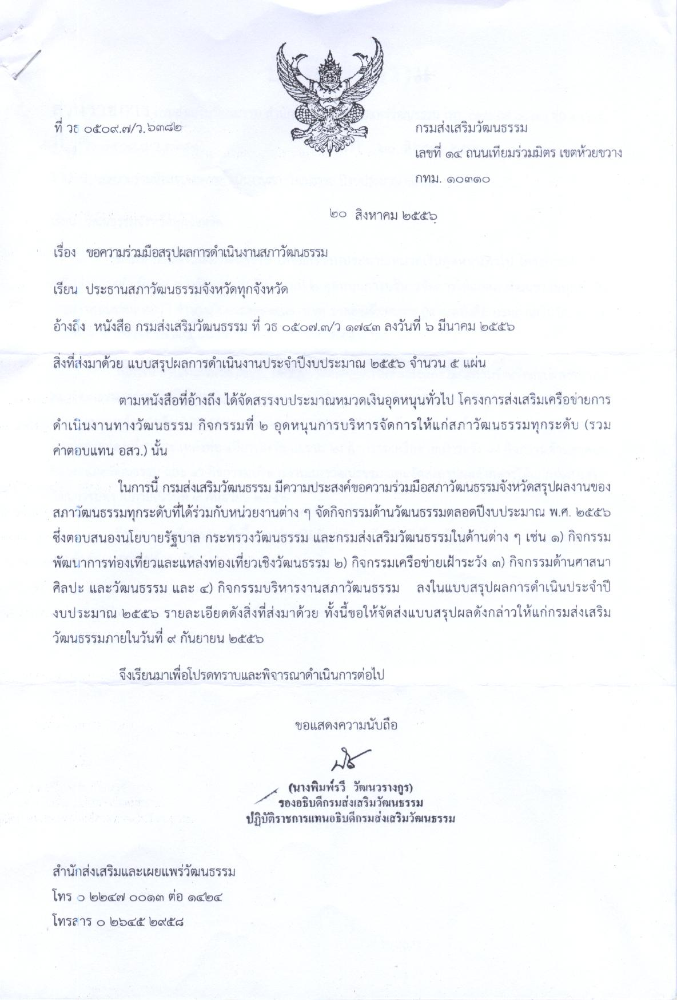 ที่ วธ ๐๕๐๙.๗/ว.๖๓๘๒
กรมส่งเสริมวัฒนธรรม
เลขที่ ๑๔ ถนนเทียมร่วมมิตร เขตห้วยขวาง
กทม. ๑๐๓๑๐
๒๐ สิงหาคม ๒๕๕๖
เรื่อง ขอความร่วมมือสรุปผลการดำเนินงานสภาวัฒนธรรม
เรียน ประธานสภาวัฒนธรรมจังหวัดทุกจังหวัด
อ้างถึง หนังสือ กรมส่งเสริมวัฒนธรรม ที่ วธ ๐๕๐๗.๓/ว ๑๗๔๓ ลงวันที่ ๖ มีนาคม ๒๕๕๖
สิ่งที่ส่งมาด้วย แบบสรุปผลการดำเนินงานประจำปีงบประมาณ ๒๕๕๖ จำนวน ๕ แผ่น
ตามหนังสือที่อ้างถึง ได้จัดสรรงบประมาณหมวดเงินอุดหนุนทั่วไป โครงการส่งเสริมเครือข่ายการ
ดำเนินงานทางวัฒนธรรม กิจกรรมที่ ๒ อุดหนุนการบริหารจัดการให้แก่สภาวัฒนธรรมทุกระดับ (รวม
ค่าตอบแทน อสว.) นั้น
ในการนี้ กรมส่งเสริมวัฒนธรรม มีความประสงค์ขอความร่วมมือสภาวัฒนธรรมจังหวัดสรุปผลงานของ
สภาวัฒนธรรมทุกระดับที่ได้ร่วมกับหน่วยงานต่าง ๆ จัดกิจกรรมด้านวัฒนธรรมตลอดปีงบประมาณ พ.ศ. ๒๕๕๖
ซึ่งตอบสนองนโยบายรัฐบาล กระทรวงวัฒนธรรม และกรมส่งเสริมวัฒนธรรมในด้านต่าง ๆ เช่น ๑) กิจกรรม
พัฒนาการท่องเที่ยวและแหล่งท่องเที่ยวเชิงวัฒนธรรม ๒) กิจกรรมเครือข่ายเฝ้าระวัง ๓) กิจกรรมด้านศาสนา
ศิลปะ และวัฒนธรรม และ ๔) กิจกรรมบริหารงานสภาวัฒนธรรม ลงในแบบสรุปผลการดำเนินประจำปี
งบประมาณ ๒๕๕๖ รายละเอียดดังสิ่งที่ส่งมาด้วย ทั้งนี้ขอให้จัดส่งแบบสรุปผลดังกล่าวให้แก่กรมส่งเสริม
วัฒนธรรมภายในวันที่ ๙ กันยายน ๒๕๕๖
จึงเรียนมาเพื่อโปรดทราบและพิจารณาดำเนินการต่อไป
ขอแสดงความนับถือ
(นางพิมพ์รวี วัฒนวรางกูร)
รองอธิบดีกรมส่งเสริมวัฒนธรรม
ปฏิบัติราชการแทนอธิบดีกรมส่งเสริมวัฒนธรรม
สำนักส่งเสริมและเผยแพร่วัฒนธรรม
โทร ๐ ๒๒๔๗ ๐๐๑๓ ต่อ ๑๔๒๔
โทรสาร ๐ ๒๖๔๕ ๒๙๕๘